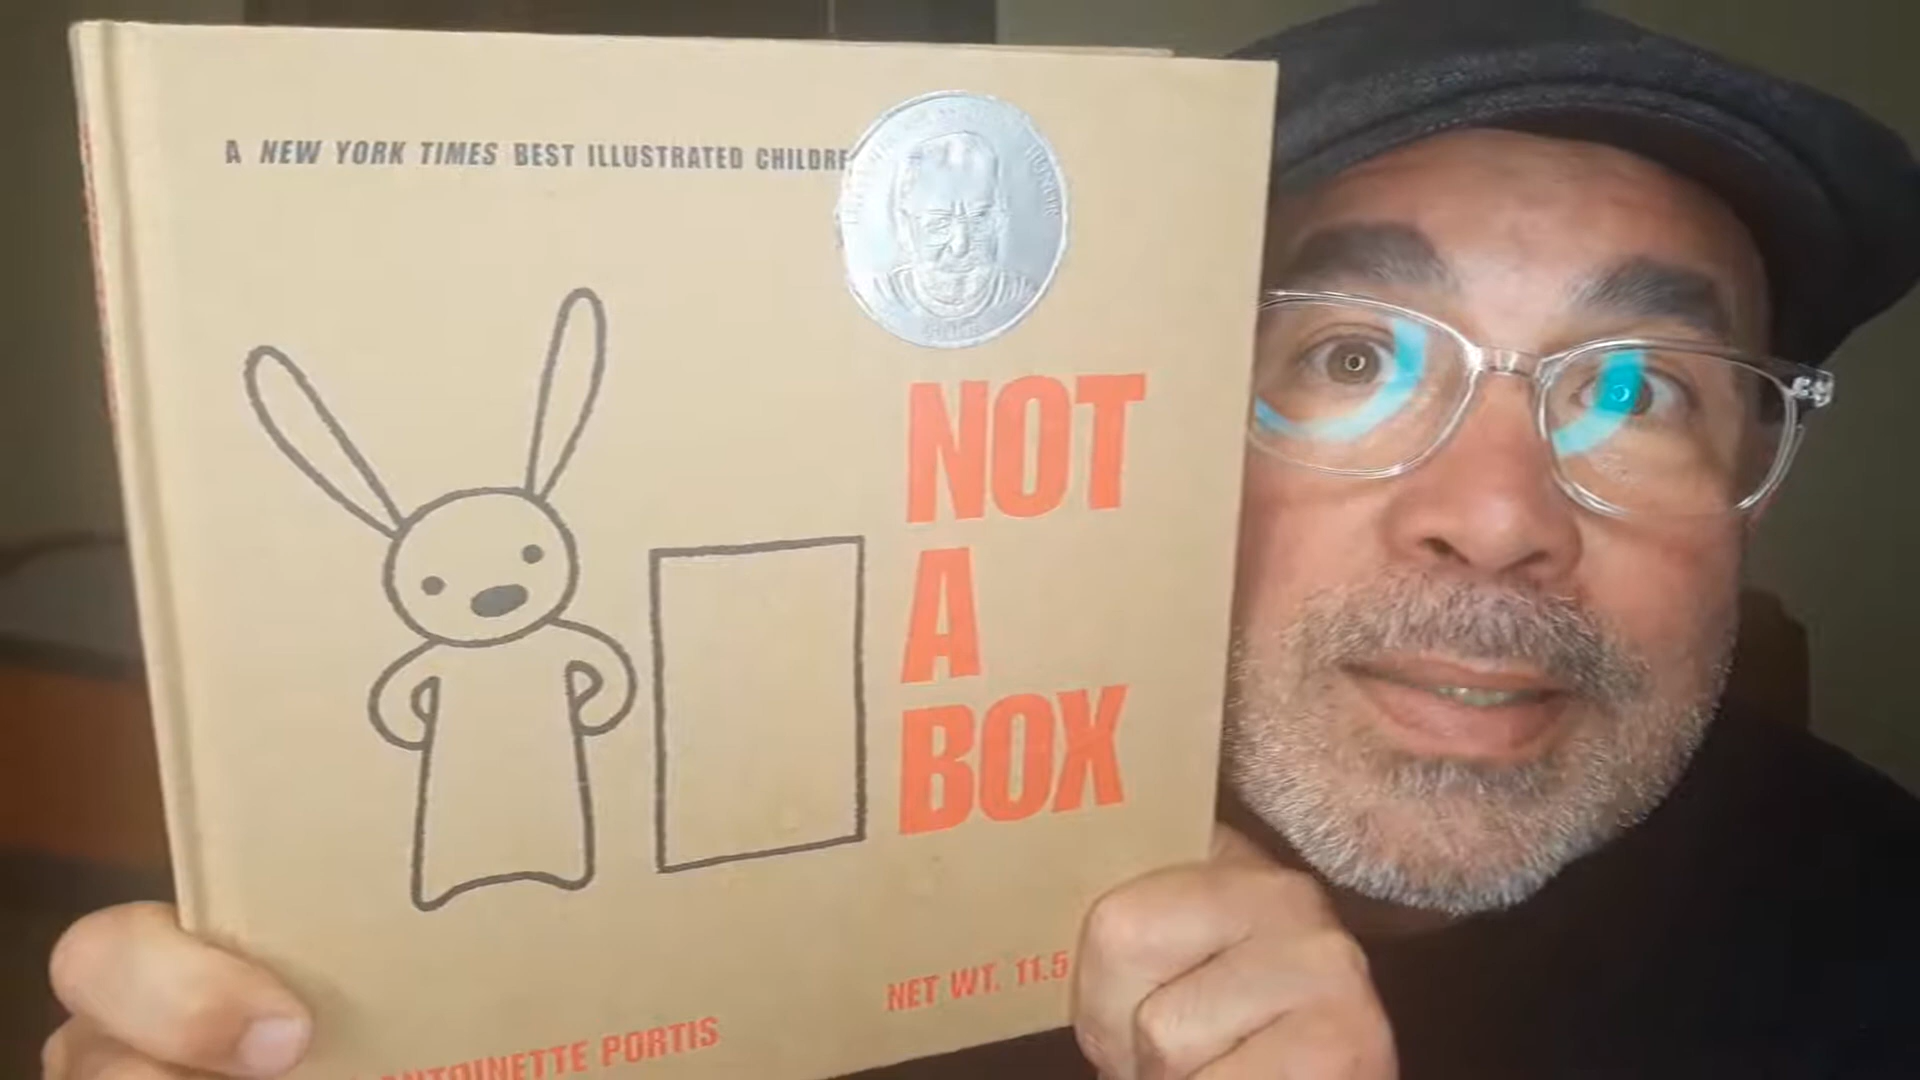 A NEW YORK TIMES BEST ILLUSTRATED CHILDRE
NOT
A
BOX
NET WT. 11.5
ANTOINETTE PORTIS